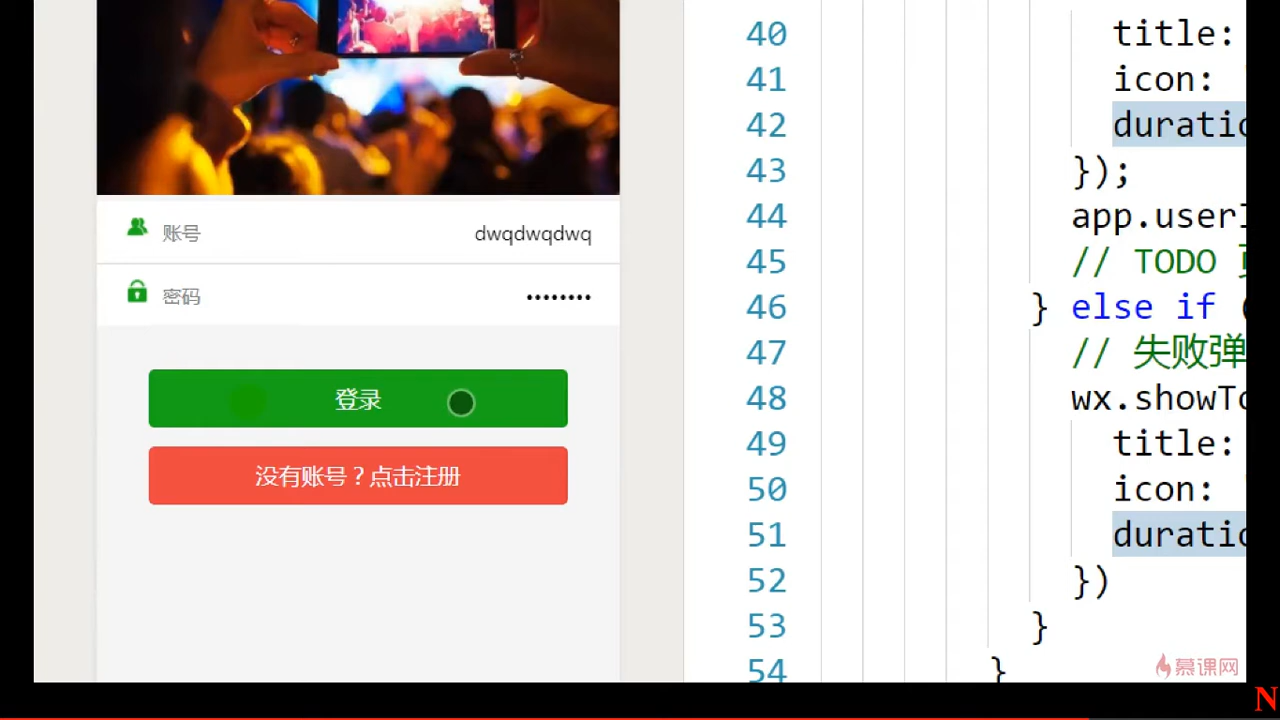 账号 dwqdwqdwq
密码 ••••••••
登录
没有账号？点击注册
40 title:
41 icon:
42 duratio
43 });
44 app.user
45 // TODO
46 } else if (
47 // 失败弹
48 wx.showTo
49 title:
50 icon:
51 duratio
52 })
53 }
54 }
慕课网
N